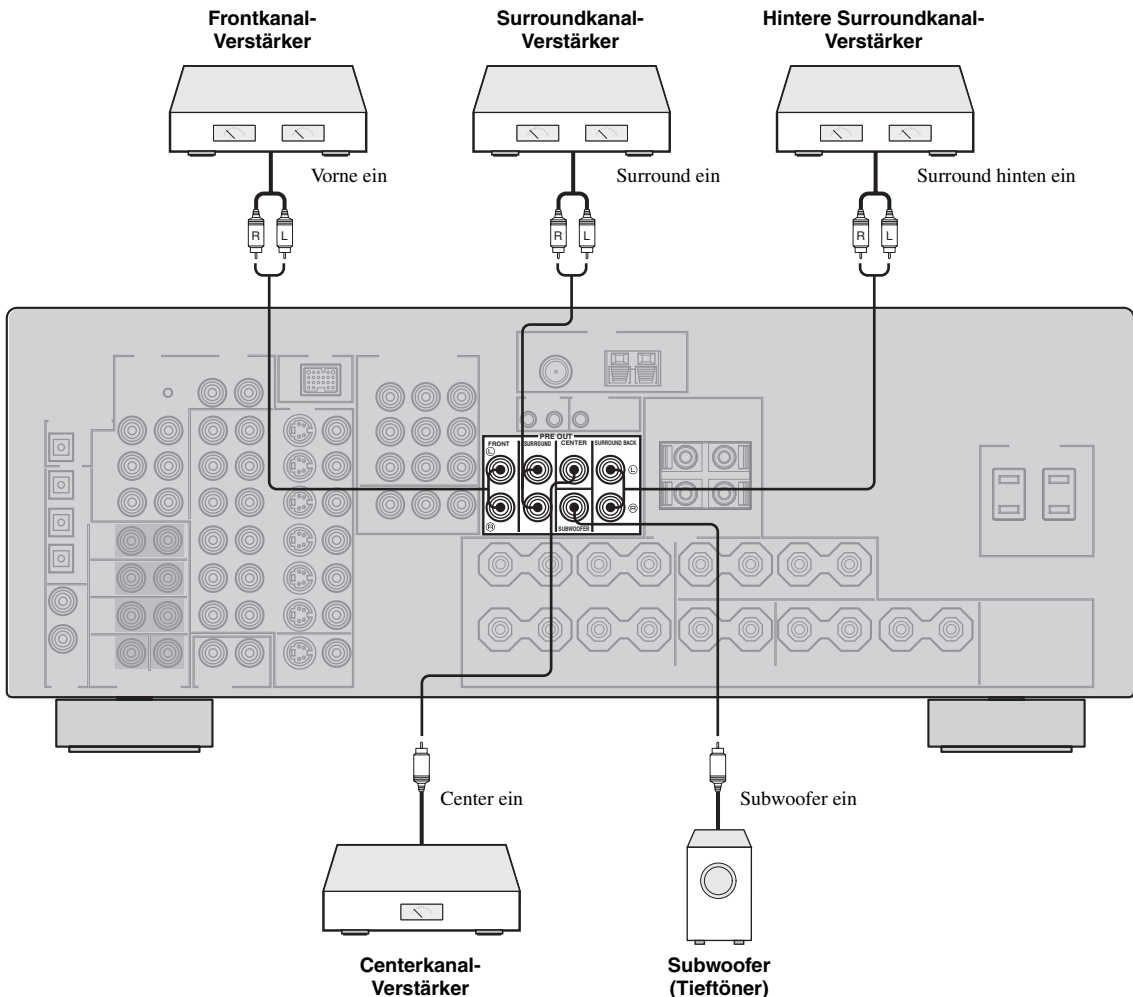 Frontkanal-
Verstärker
Surroundkanal-
Verstärker
Hintere Surroundkanal-
Verstärker
Vorne ein
Surround ein
Surround hinten ein
R L
R L
R L
PRE OUT
FRONT SURROUND CENTER SURROUND BACK
L
L
R
R
SUBWOOFER
Center ein
Subwoofer ein
Centerkanal-
Verstärker
Subwoofer
(Tieftöner)